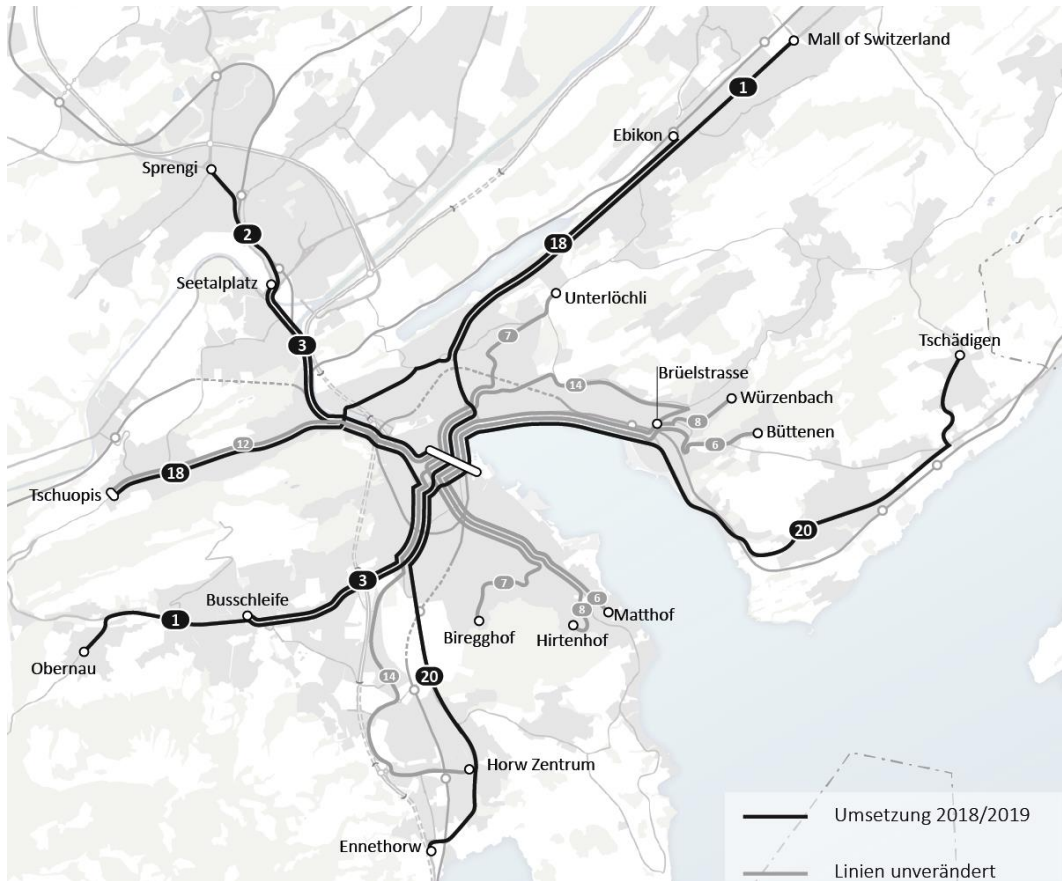 Mall of Switzerland
1
Ebikon
Sprengi
2
18
Seetalplatz
Unterlöchli
7
3
Tschädigen
Brüelstrasse
14
Würzenbach
8
12
Büttenen
6
18
Tschuopis
20
3
7
6
Busschleife
8
Matthof
1
Biregghof
Hirtenhof
Obernau
14
20
Horw Zentrum
Umsetzung 2018/2019
Ennethorw
Linien unverändert